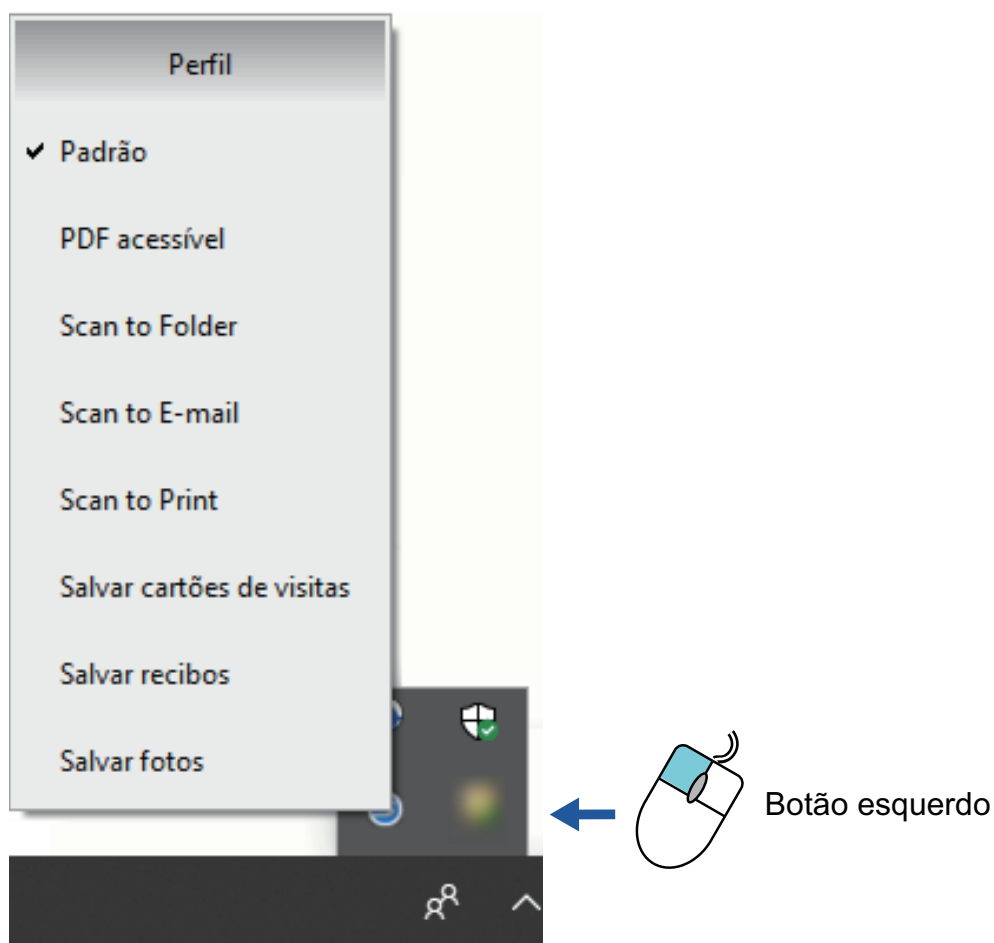 Perfil
Padrão
PDF acessível
Scan to Folder
Scan to E-mail
Scan to Print
Salvar cartões de visitas
Salvar recibos
Salvar fotos
Botão esquerdo